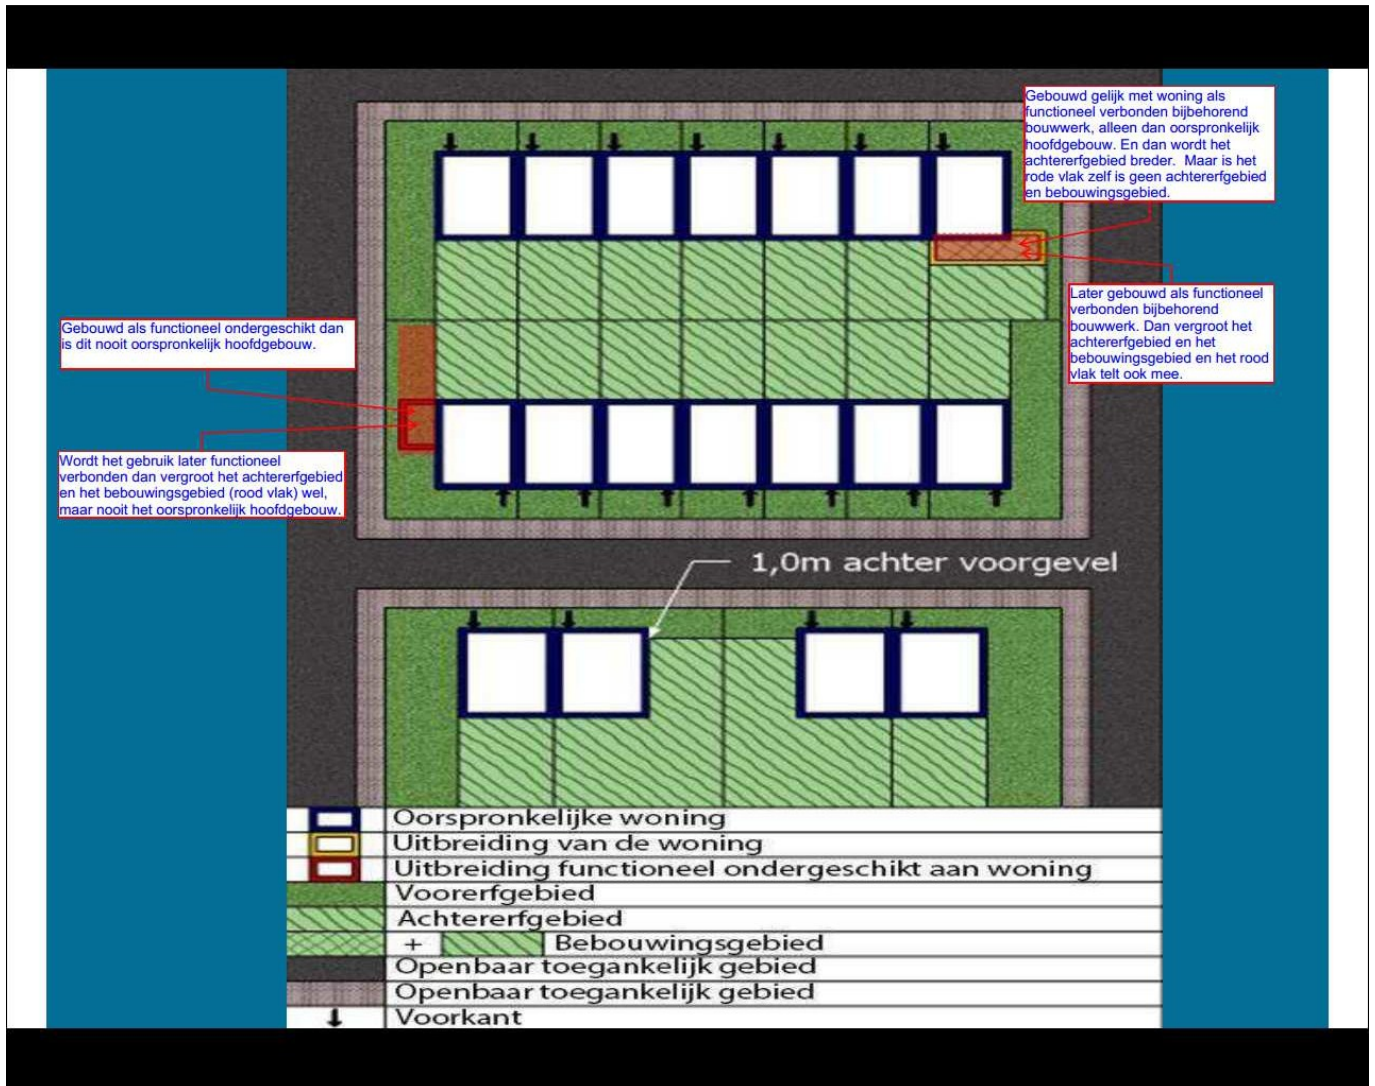 Gebouwd gelijk met woning als
functioneel verbonden bijbehorend
bouwwerk, alleen dan oorspronkelijk
hoofdgebouw. En dan wordt het
achtererfgebied breder. Maar is het
rode vlak zelf is geen achtererfgebied
en bebouwingsgebied.
Later gebouwd als functioneel
verbonden bijbehorend
bouwwerk. Dan vergroot het
achtererfgebied en het
bebouwingsgebied en het rood
vlak telt ook mee.
Gebouwd als functioneel ondergeschikt dan
is dit nooit oorspronkelijk hoofdgebouw.
Wordt het gebruik later functioneel
verbonden dan vergroot het achtererfgebied
en het bebouwingsgebied (rood vlak) wel,
maar nooit het oorspronkelijk hoofdgebouw.
1,0m achter voorgevel
Oorspronkelijke woning
Uitbreiding van de woning
Uitbreiding functioneel ondergeschikt aan woning
Voorerfgebied
Achtererfgebied
+ Bebouwingsgebied
Openbaar toegankelijk gebied
Openbaar toegankelijk gebied
Voorkant